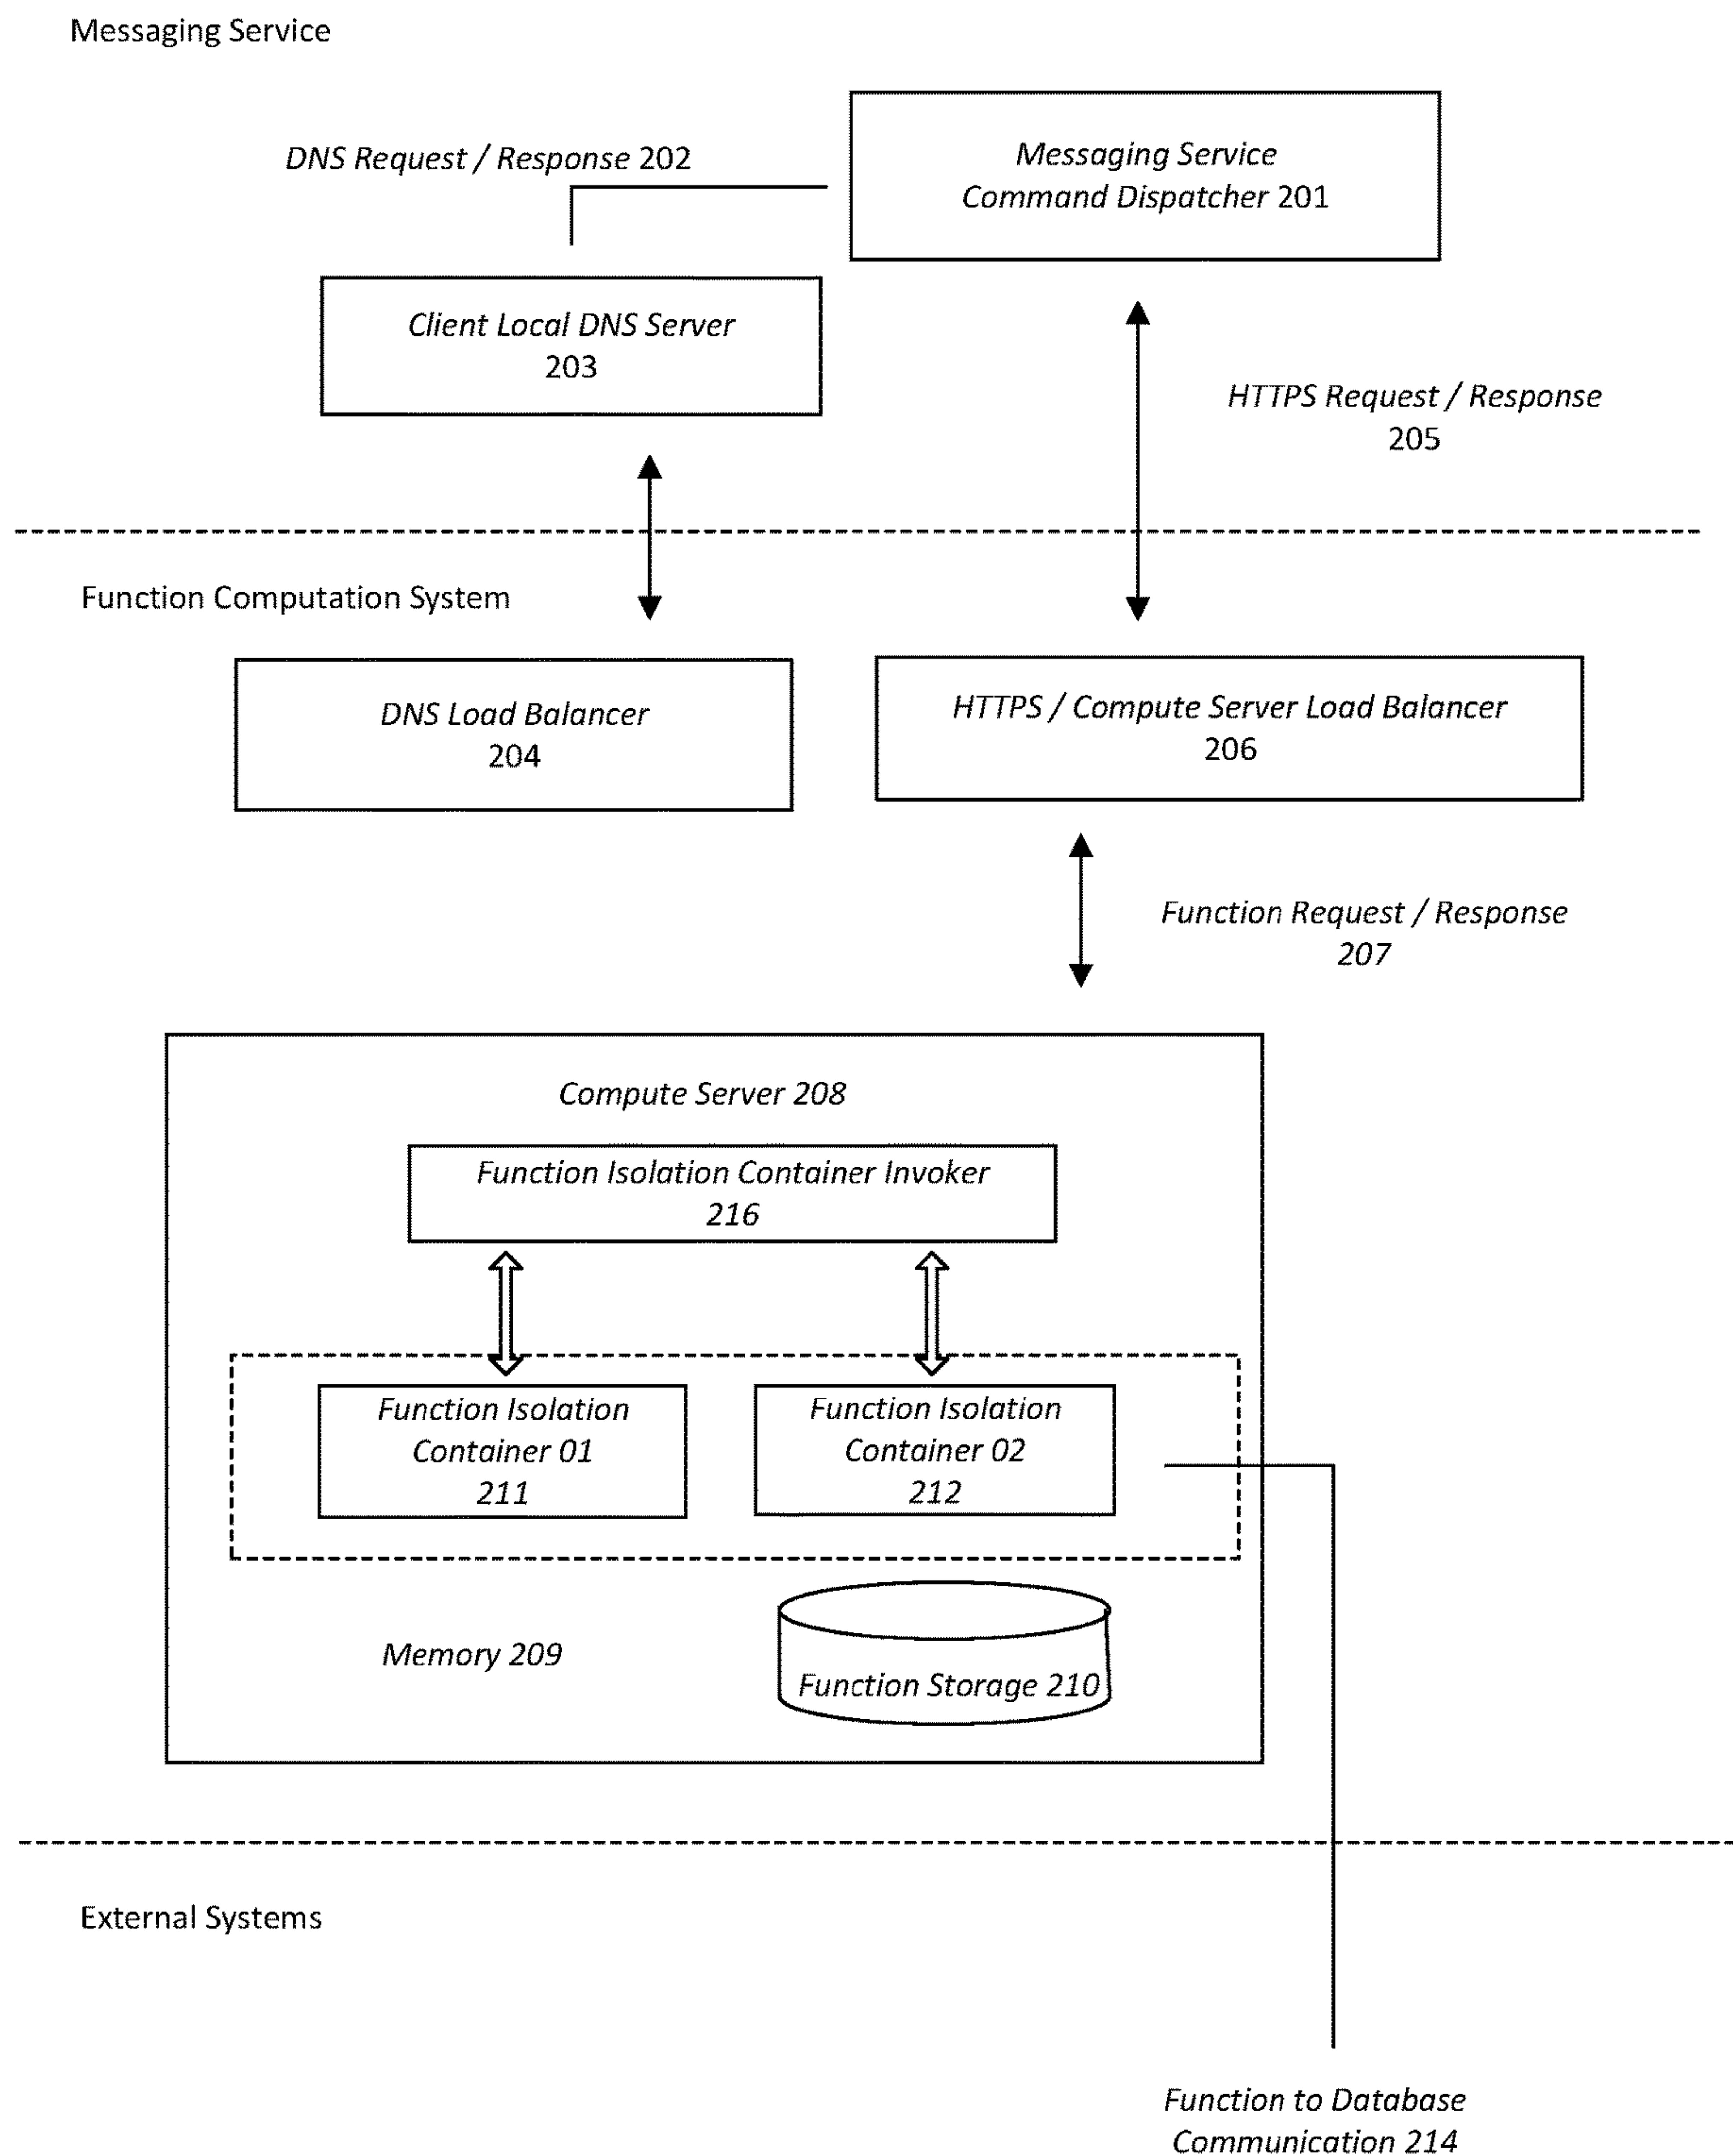 Messaging Service
DNS Request / Response 202
Messaging Service
Command Dispatcher 201
Client Local DNS Server
203
HTTPS Request / Response
205
Function Computation System
DNS Load Balancer
204
HTTPS / Compute Server Load Balancer
206
Function Request / Response
207
Compute Server 208
Function Isolation Container Invoker
216
Function Isolation
Container 01
211
Function Isolation
Container 02
212
Memory 209
Function Storage 210
External Systems
Function to Database
Communication 214